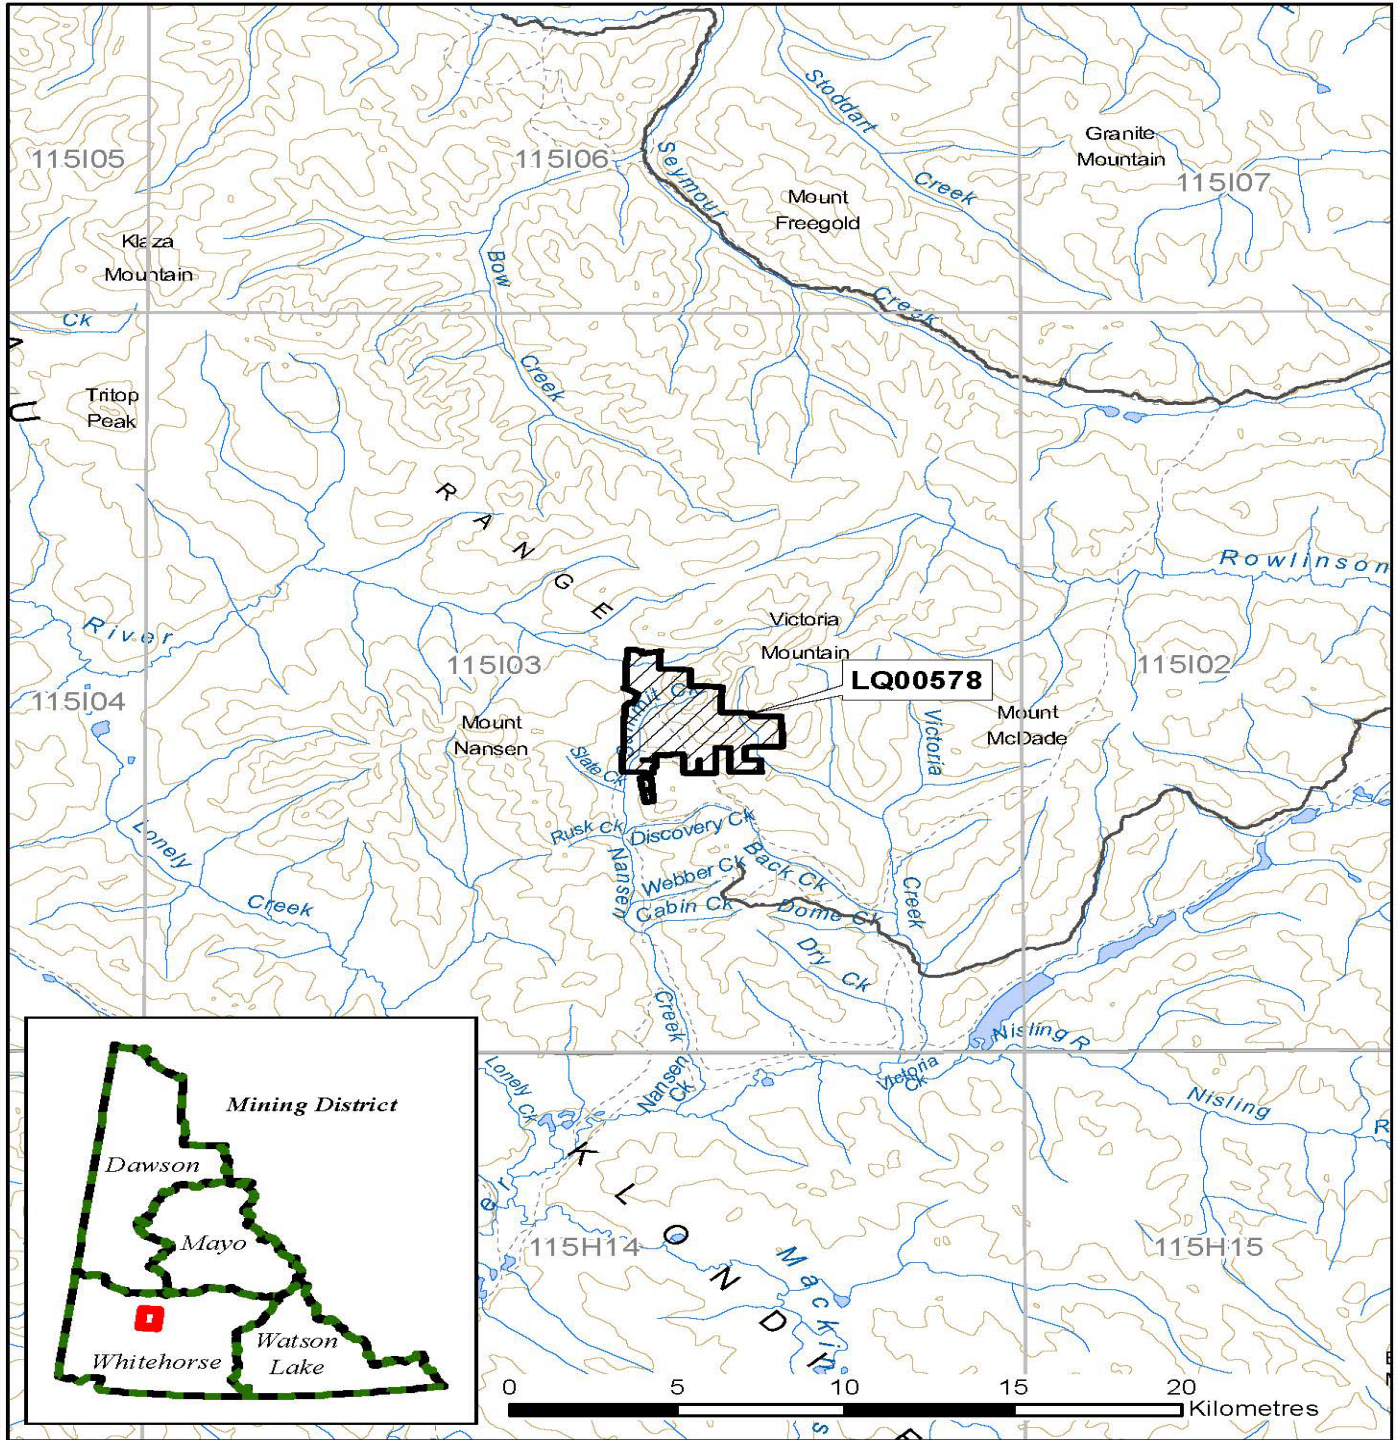 Stoddart
Creek
Granite
Mountain
115I05
115I06
115I07
Seymour
Creek
Mount
Freegold
Klaza
Mountain
Bow
Creek
Ck
U
Tritop
Peak
RANGE
Rowlinson
River
Victoria
Mountain
115I03
115I02
115I04
LQ00578
Mount
Nansen
Ck
Victoria
Creek
Mount
McDade
Slate Ck
Rusk Ck
Discovery Ck
Nansen
Creek
Back Ck
Webber Ck
Cabin Ck
Dome Ck
Dry Ck
Lonely
Creek
Nisling R
Lonely Ck
Nansen
Ck
Victoria
Ck
Nisling
R
KLONDI
er
Mackin
s
115H14
115H15
Mining District
Dawson
Mayo
Whitehorse
Watson
Lake
0 5 10 15 20
Kilometres